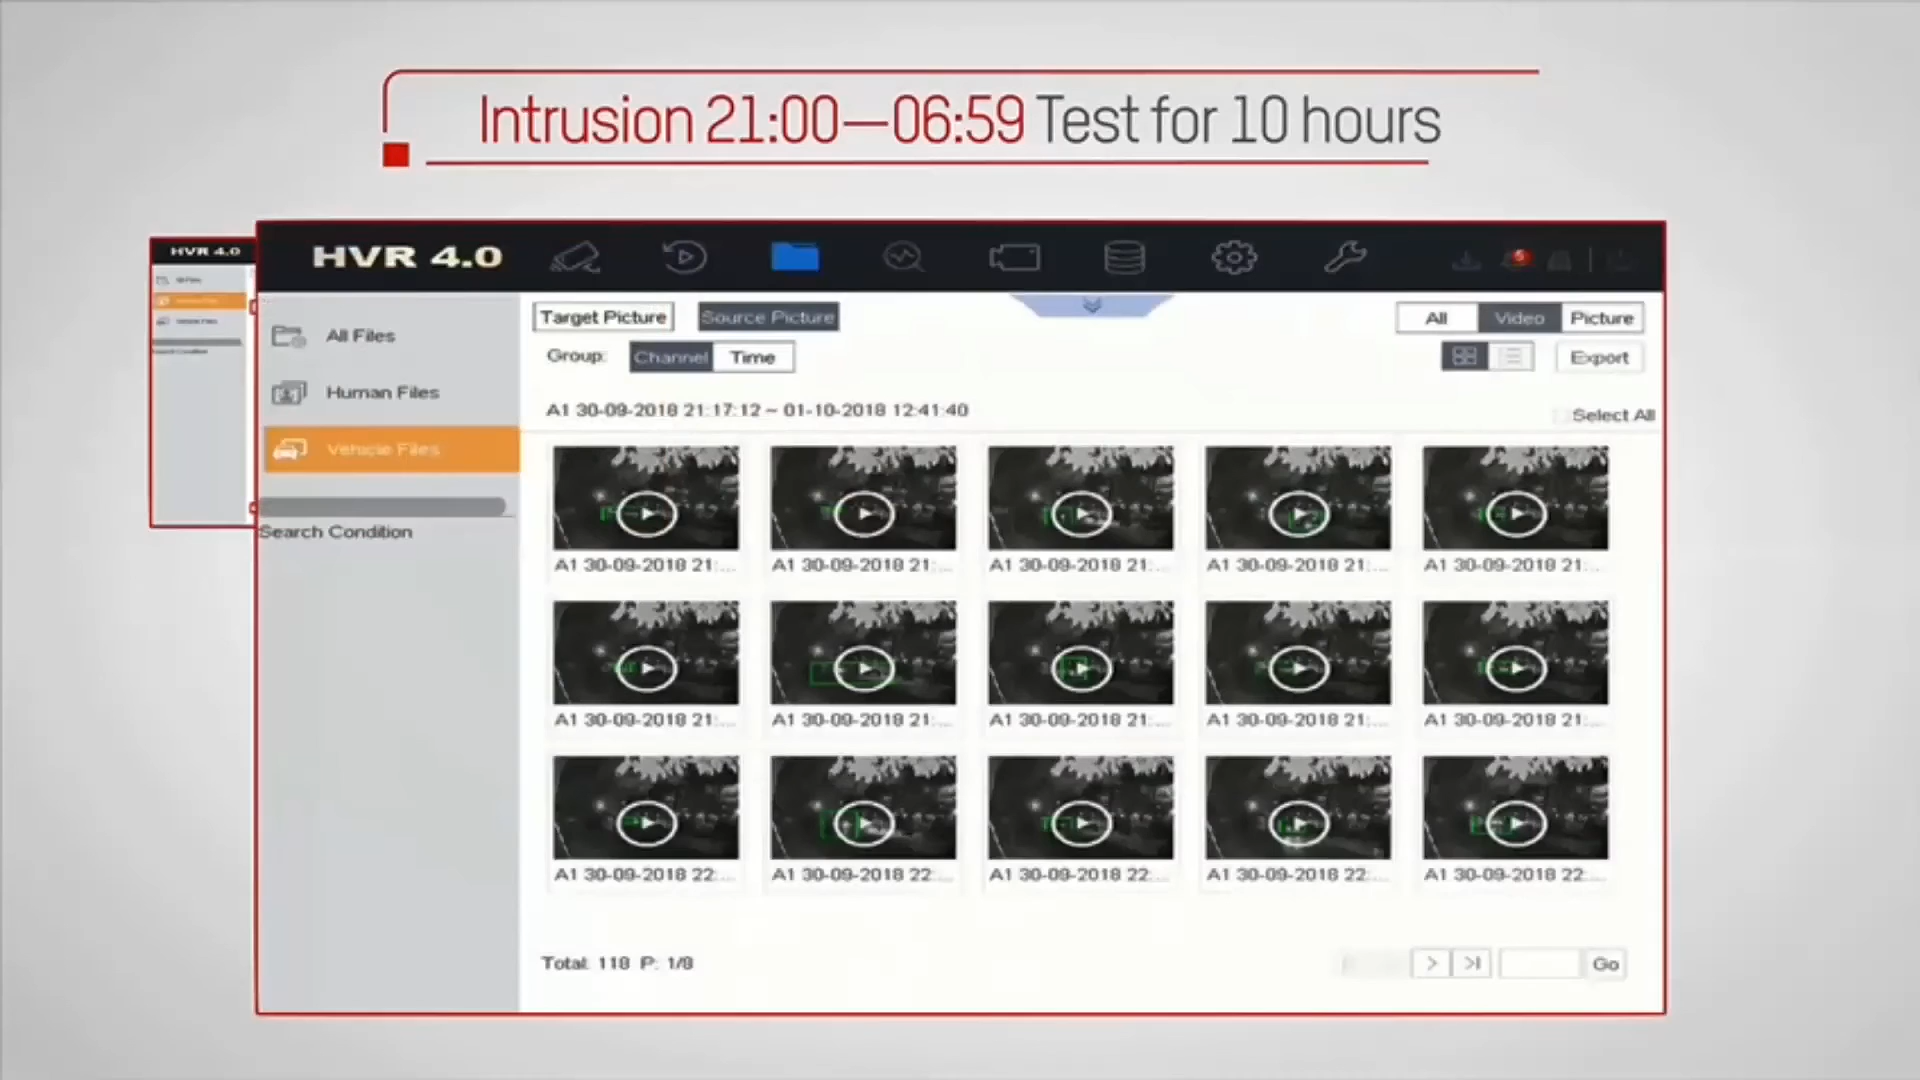 Intrusion 21:00—06:59 Test for 10 hours
HVR 4.0
HVR 4.0
All Files
Human Files
Vehicle Files
Search Condition
Target Picture Source Picture
All Video Picture
Group: Channel Time
Export
A1 30-09-2018 21:17:12 ~ 01-10-2018 12:41:40
Select All
A1 30-09-2018 21:... A1 30-09-2018 21:... A1 30-09-2018 21:... A1 30-09-2018 21:... A1 30-09-2018 21:...
A1 30-09-2018 21:... A1 30-09-2018 21:... A1 30-09-2018 21:... A1 30-09-2018 21:... A1 30-09-2018 21:...
A1 30-09-2018 22:... A1 30-09-2018 22:... A1 30-09-2018 22:... A1 30-09-2018 22:... A1 30-09-2018 22:...
Total: 118 P: 1/8
Go